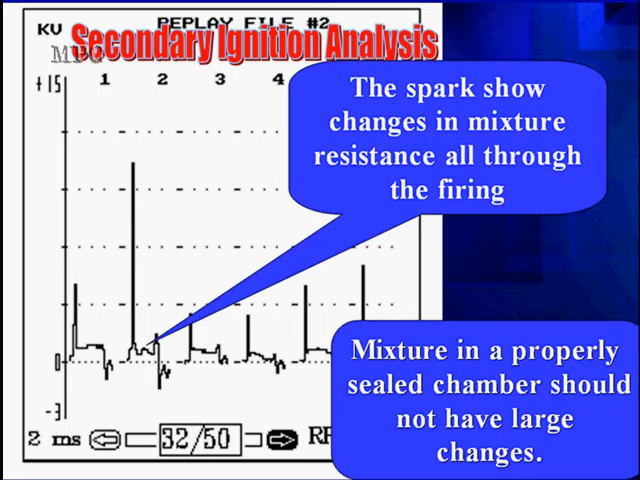 KV REPLAY FILE #2
Secondary Ignition Analysis
+15 1 2 3 4
The spark show
changes in mixture
resistance all through
the firing
0
Mixture in a properly
sealed chamber should
not have large
changes.
-3
2 ms 32/50